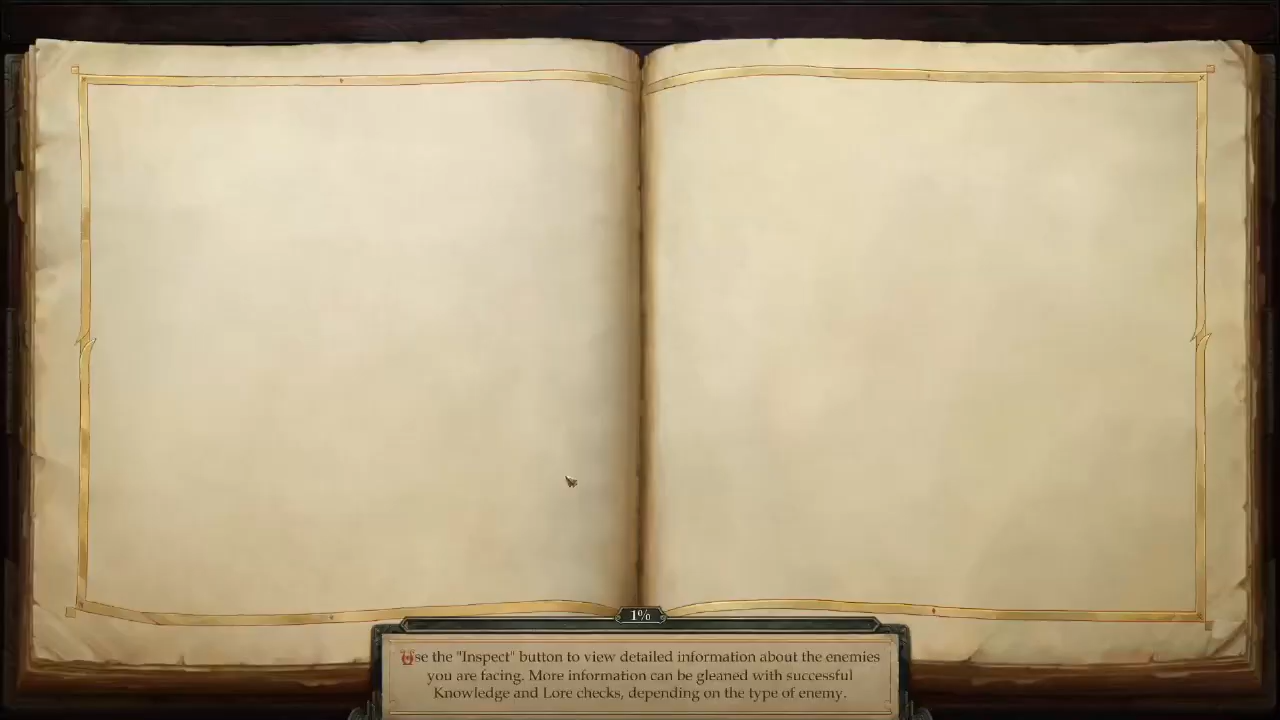 1%
Use the "Inspect" button to view detailed information about the enemies
you are facing. More information can be gleaned with successful
Knowledge and Lore checks, depending on the type of enemy.